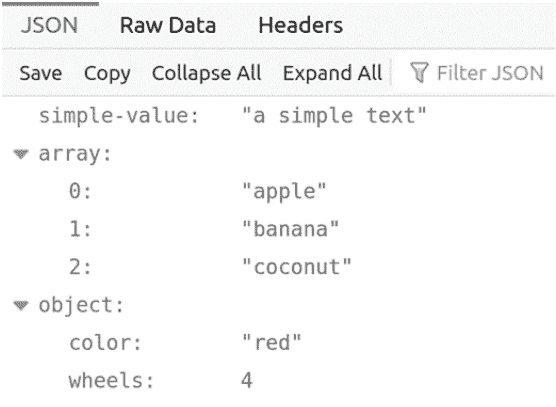 JSON Raw Data Headers
Save Copy Collapse All Expand All Filter JSON
simple-value: "a simple text"
array:
0: "apple"
1: "banana"
2: "coconut"
object:
color: "red"
wheels: 4